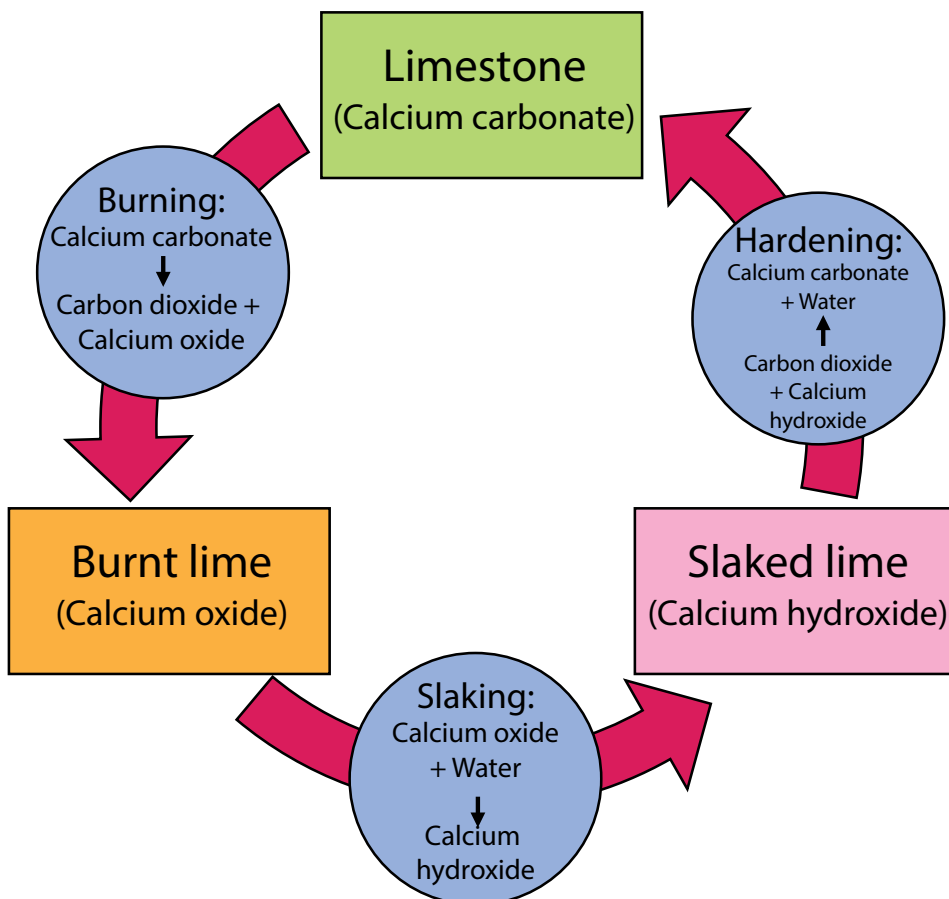 Limestone
(Calcium carbonate)
Burning:
Calcium carbonate
Carbon dioxide +
Calcium oxide
Hardening:
Calcium carbonate
+ Water
Carbon dioxide
+ Calcium
hydroxide
Burnt lime
(Calcium oxide)
Slaked lime
(Calcium hydroxide)
Slaking:
Calcium oxide
+ Water
Calcium
hydroxide